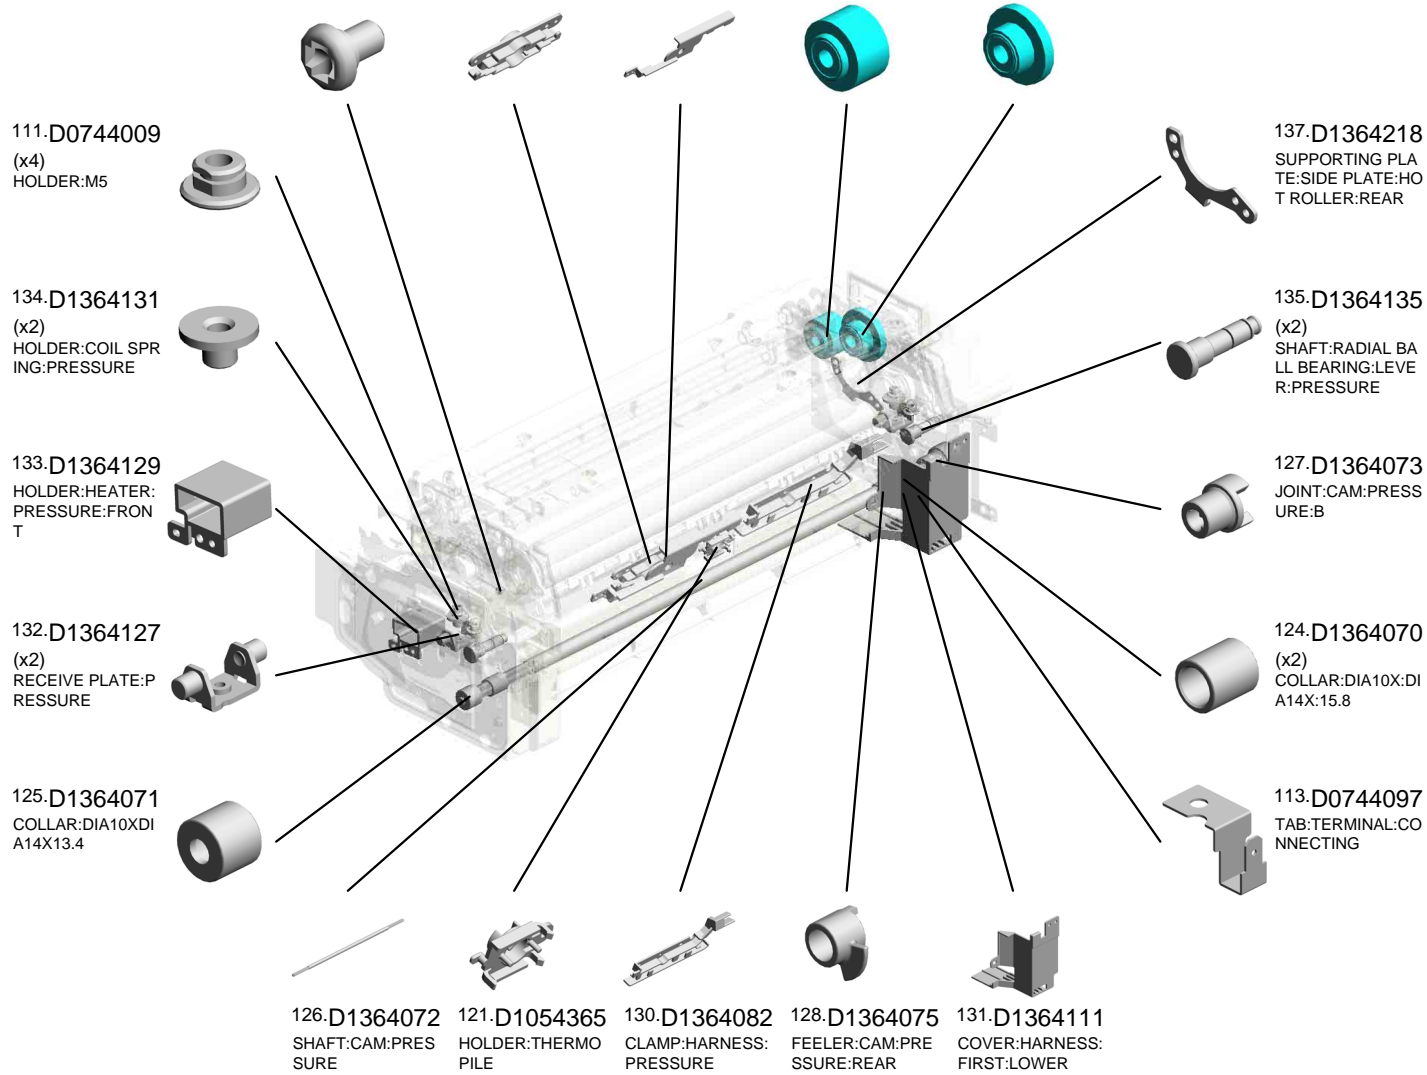 111.D0744009
(x4)
HOLDER:M5
134.D1364131
(x2)
HOLDER:COIL SPR
ING:PRESSURE
133.D1364129
HOLDER:HEATER:
PRESSURE:FRON
T
132.D1364127
(x2)
RECEIVE PLATE:P
RESSURE
125.D1364071
COLLAR:DIA10XDI
A14X13.4
137.D1364218
SUPPORTING PLA
TE:SIDE PLATE:HO
T ROLLER:REAR
135.D1364135
(x2)
SHAFT:RADIAL BA
LL BEARING:LEVE
R:PRESSURE
127.D1364073
JOINT:CAM:PRESS
URE:B
124.D1364070
(x2)
COLLAR:DIA10X:DI
A14X:15.8
113.D0744097
TAB:TERMINAL:CO
NNECTING
126.D1364072
SHAFT:CAM:PRES
SURE
121.D1054365
HOLDER:THERMO
PILE
130.D1364082
CLAMP:HARNESS:
PRESSURE
128.D1364075
FEELER:CAM:PRE
SSURE:REAR
131.D1364111
COVER:HARNESS:
FIRST:LOWER